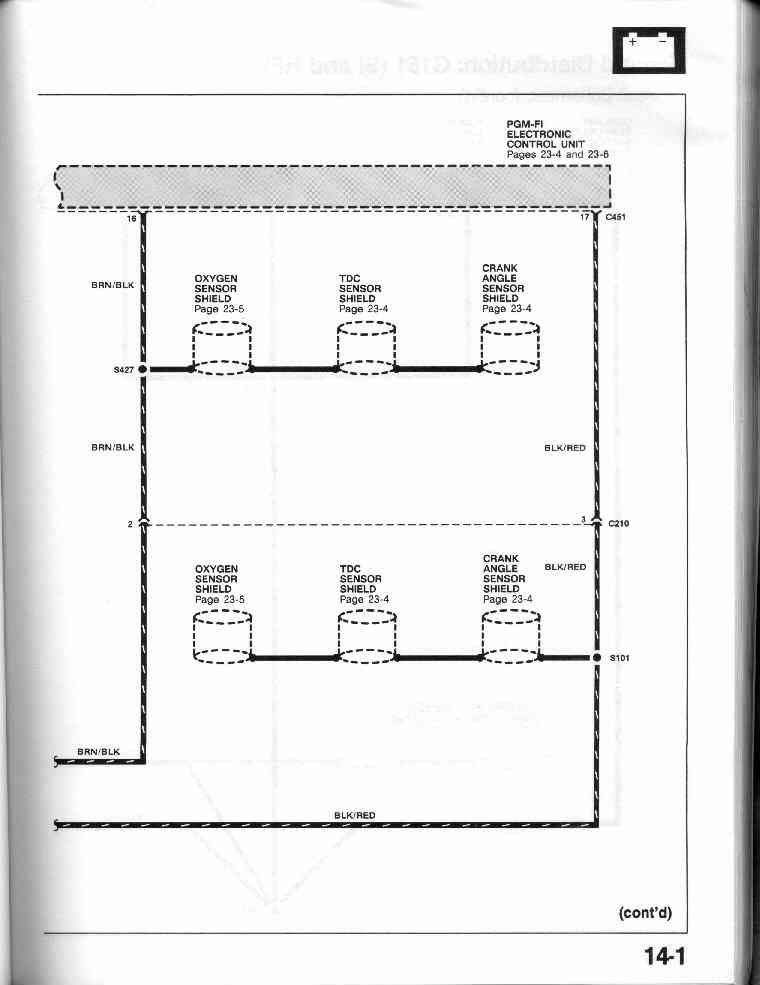 + -
PGM-FI
ELECTRONIC
CONTROL UNIT
Pages 23-4 and 23-6
16
17
C451
BRN/BLK
OXYGEN
SENSOR
SHIELD
Page 23-5
TDC
SENSOR
SHIELD
Page 23-4
CRANK
ANGLE
SENSOR
SHIELD
Page 23-4
S427
BRN/BLK
BLK/RED
2
3
C210
OXYGEN
SENSOR
SHIELD
Page 23-5
TDC
SENSOR
SHIELD
Page 23-4
CRANK
ANGLE
SENSOR
SHIELD
Page 23-4
BLK/RED
S101
BRN/BLK
BLK/RED
(cont'd)
14-1